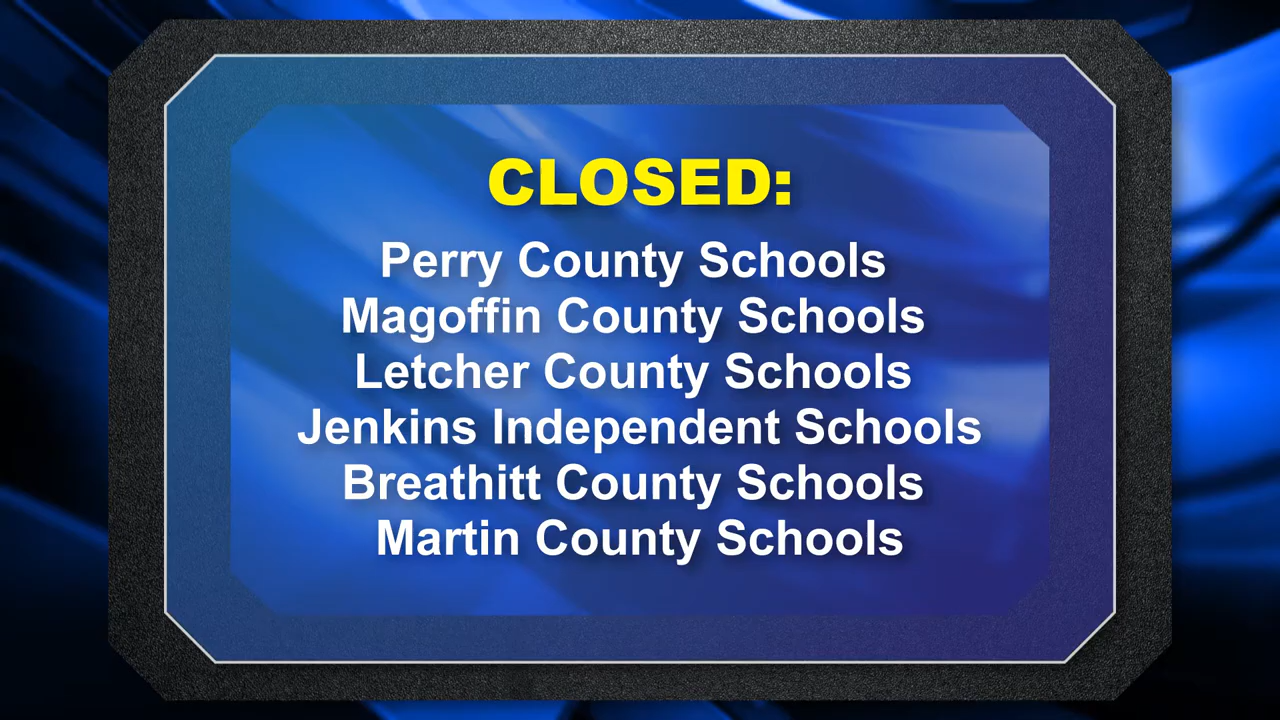 CLOSED:
Perry County Schools
Magoffin County Schools
Letcher County Schools
Jenkins Independent Schools
Breathitt County Schools
Martin County Schools